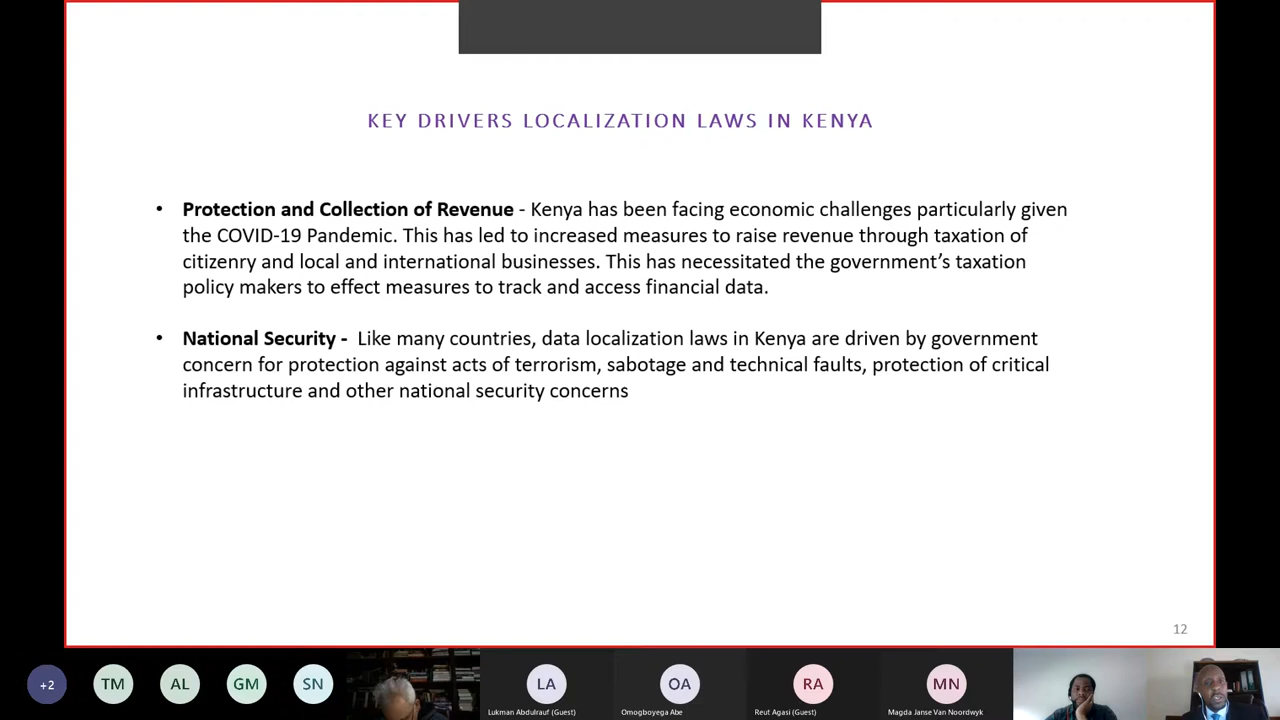 KEY DRIVERS LOCALIZATION LAWS IN KENYA
• Protection and Collection of Revenue - Kenya has been facing economic challenges particularly given
the COVID-19 Pandemic. This has led to increased measures to raise revenue through taxation of
citizenry and local and international businesses. This has necessitated the government’s taxation
policy makers to effect measures to track and access financial data.
• National Security - Like many countries, data localization laws in Kenya are driven by government
concern for protection against acts of terrorism, sabotage and technical faults, protection of critical
infrastructure and other national security concerns
12
+2 TM AL GM SN LA OA RA MN
Lukman Abdulrauf (Guest) Omogboyega Abe Reut Agasi (Guest) Magda Janse Van Noordwyk